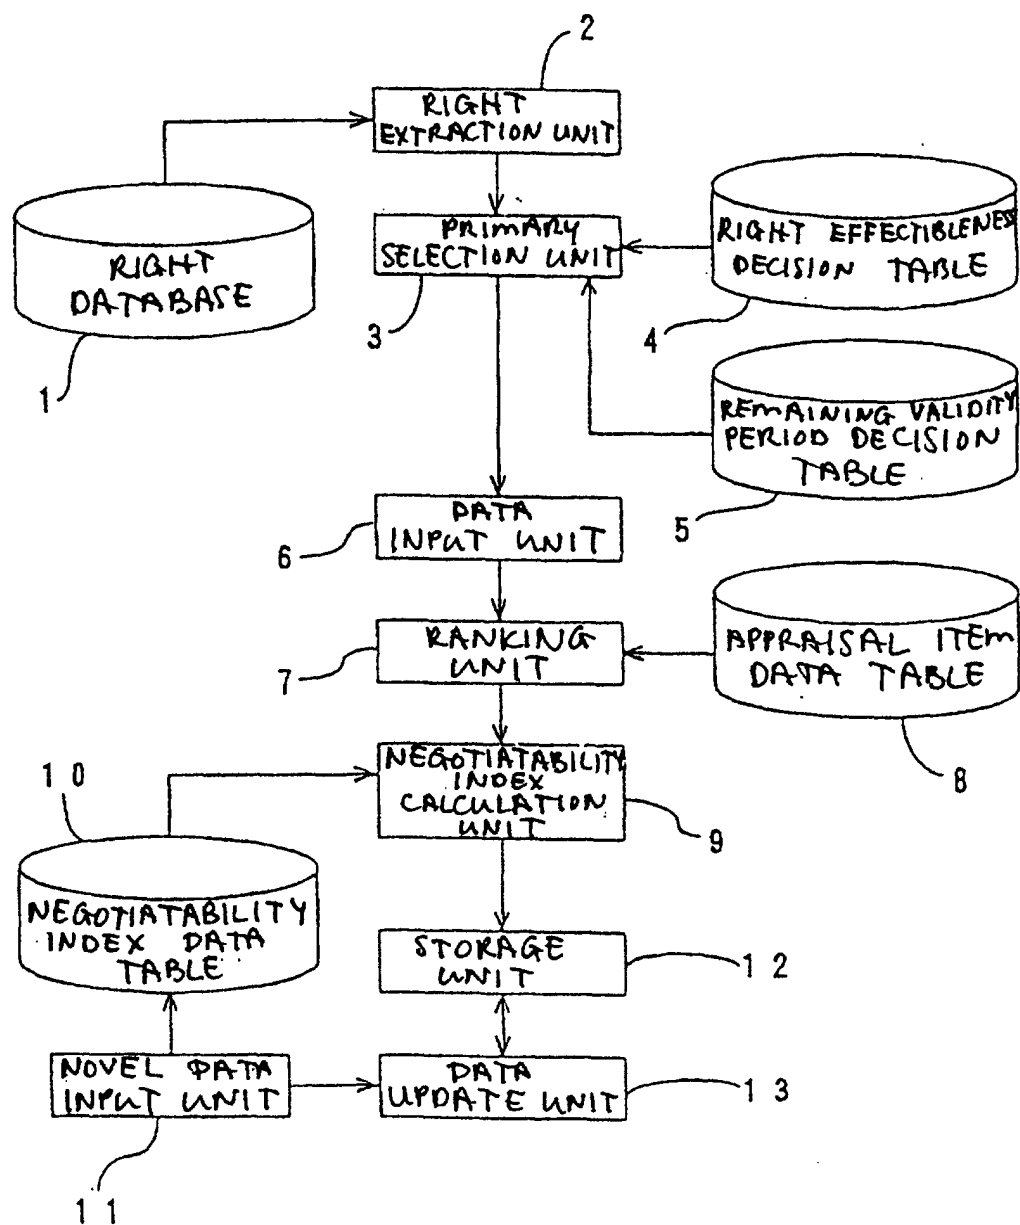 2
RIGHT
EXTRACTION UNIT
RIGHT
DATABASE
1
PRIMARY
SELECTION UNIT
3
RIGHT EFFECTIBLENESS
DECISION TABLE
4
REMAINING VALIDITY
PERIOD DECISION
TABLE
5
DATA
INPUT UNIT
6
RANKING
UNIT
7
APPRAISAL ITEM
DATA TABLE
8
NEGOTIATABILITY
INDEX
CALCULATION
UNIT
9
10
NEGOTIATABILITY
INDEX DATA
TABLE
STORAGE
UNIT
12
NOVEL DATA
INPUT UNIT
11
DATA
UPDATE UNIT
13